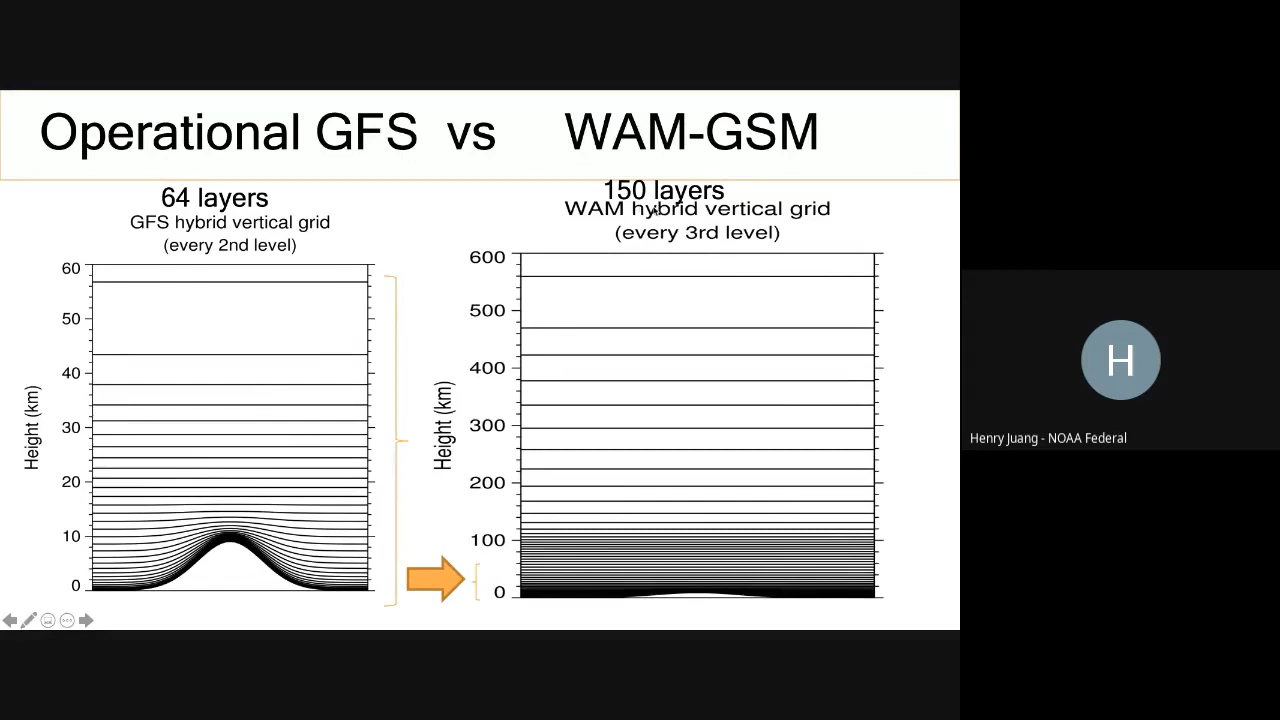 Operational GFS vs WAM-GSM
64 layers
GFS hybrid vertical grid
(every 2nd level)
60
50
40
30
20
10
0
Height (km)
150 layers
WAM hybrid vertical grid
(every 3rd level)
600
500
400
300
200
100
0
Height (km)
H
Henry Juang - NOAA Federal